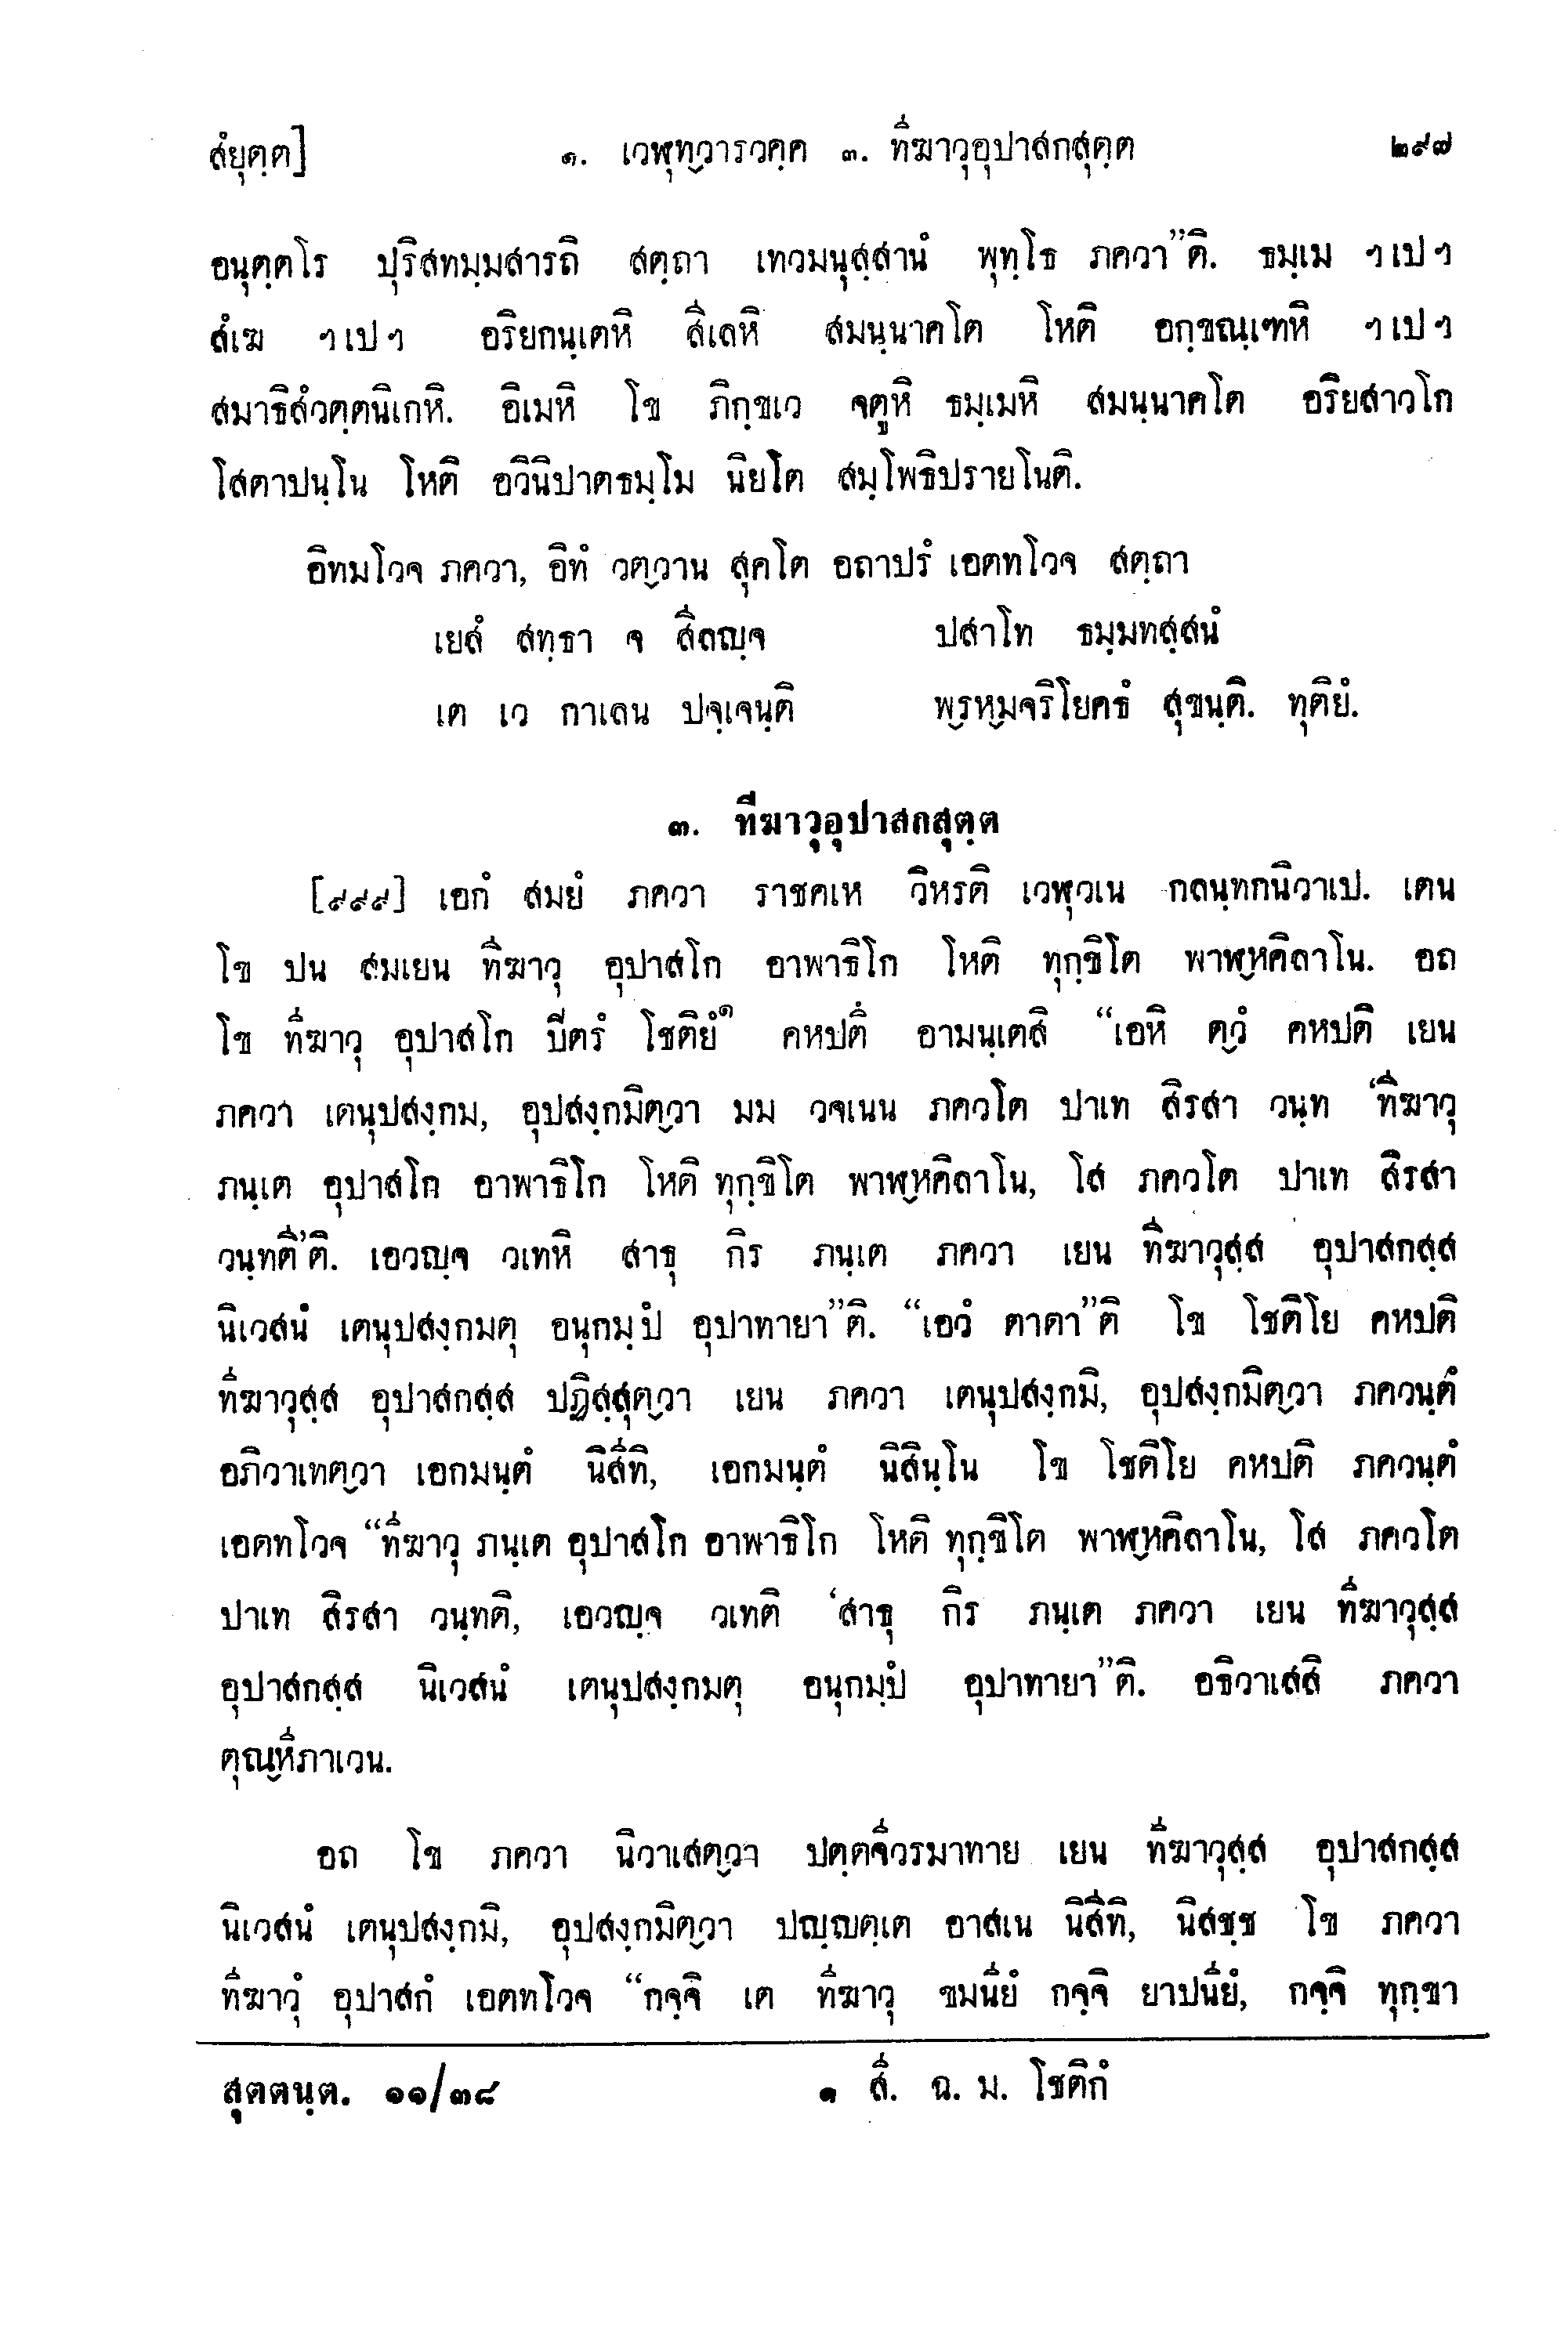 สํยุตฺต]	๑. เวฬุทฺวารวคฺค ๓. ทีฆาวุอุปาสกสุตฺต	๒๙๗
อนุตฺตโร ปุริสทมฺมสารถิ สตฺถา เทวมนุสฺสานํ พุทฺโธ ภควา”ติ. ธมฺเม ฯเปฯ
สํเฆ ฯเปฯ อริยกนฺเตหิ สีเลหิ สมนฺนาคโต โหติ อกฺขณฺเฑหิ ฯเปฯ
สมาธิสํวตฺตนิเกหิ. อิเมหิ โข ภิกฺขเว จตูหิ ธมฺเมหิ สมนฺนาคโต อริยสาวโก
โสตาปนฺโน โหติ อวินิปาตธมฺโม นิยโต สมฺโพธิปรายโนติ.
อิทมโวจ ภควา, อิทํ วตฺวาน สุคโต อถาปรํ เอตทโวจ สตฺถา
เยสํ สทฺธา จ สีลญฺจ	ปสาโท ธมฺมทสฺสนํ
เต เว กาเลน ปจฺเจนฺติ	พฺรหฺมจริโยคธํ สุขนฺติ. ทุติยํ.
๓. ทีฆาวุอุปาสกสุตฺต
[๙๙๙] เอกํ สมยํ ภควา ราชคเห วิหรติ เวฬุวเน กลนฺทกนิวาเป. เตน
โข ปน สมเยน ทีฆาวุ อุปาสโก อาพาธิโก โหติ ทุกฺขิโต พาฬฺหคิลาโน. อถ
โข ทีฆาวุ อุปาสโก ปีตรํ โชติยํ๑ คหปตึ อามนฺเตสิ “เอหิ ตฺวํ คหปติ เยน
ภควา เตนุปสงฺกม, อุปสงฺกมิตฺวา มม วจเนน ภควโต ปาเท สิรสา วนฺท ‘ทีฆาวุ
ภนฺเต อุปาสโก อาพาธิโก โหติ ทุกฺขิโต พาฬฺหคิลาโน, โส ภควโต ปาเท สิรสา
วนฺทตี’ติ. เอวญฺจ วเทหิ สาธุ กิร ภนฺเต ภควา เยน ทีฆาวุสฺส อุปาสกสฺส
นิเวสนํ เตนุปสงฺกมตุ อนุกมฺปํ อุปาทายา”ติ. “เอวํ ตาตา”ติ โข โชติโย คหปติ
ทีฆาวุสฺส อุปาสกสฺส ปฏิสฺสุตฺวา เยน ภควา เตนุปสงฺกมิ, อุปสงฺกมิตฺวา ภควนฺตํ
อภิวาเทตฺวา เอกมนฺตํ นิสีทิ, เอกมนฺตํ นิสินฺโน โข โชติโย คหปติ ภควนฺตํ
เอตทโวจ “ทีฆาวุ ภนฺเต อุปาสโก อาพาธิโก โหติ ทุกฺขิโต พาฬฺหคิลาโน, โส ภควโต
ปาเท สิรสา วนฺทติ, เอวญฺจ วเทติ ‘สาธุ กิร ภนฺเต ภควา เยน ทีฆาวุสฺส
อุปาสกสฺส นิเวสนํ เตนุปสงฺกมตุ อนุกมฺปํ อุปาทายา”ติ. อธิวาเสสิ ภควา
ตุณฺหีภาเวน.
อถ โข ภควา นิวาเสตฺวา ปตฺตจีวรมาทาย เยน ทีฆาวุสฺส อุปาสกสฺส
นิเวสนํ เตนุปสงฺกมิ, อุปสงฺกมิตฺวา ปญฺญตฺเต อาสเน นิสีทิ, นิสชฺช โข ภควา
ทีฆาวุํ อุปาสกํ เอตทโวจ “กจฺจิ เต ทีฆาวุ ขมนียํ กจฺจิ ยาปนียํ, กจฺจิ ทุกฺขา
สุตตนฺต. ๑๑/๓๘	๑ สี. ฉ. ม. โชติกํ